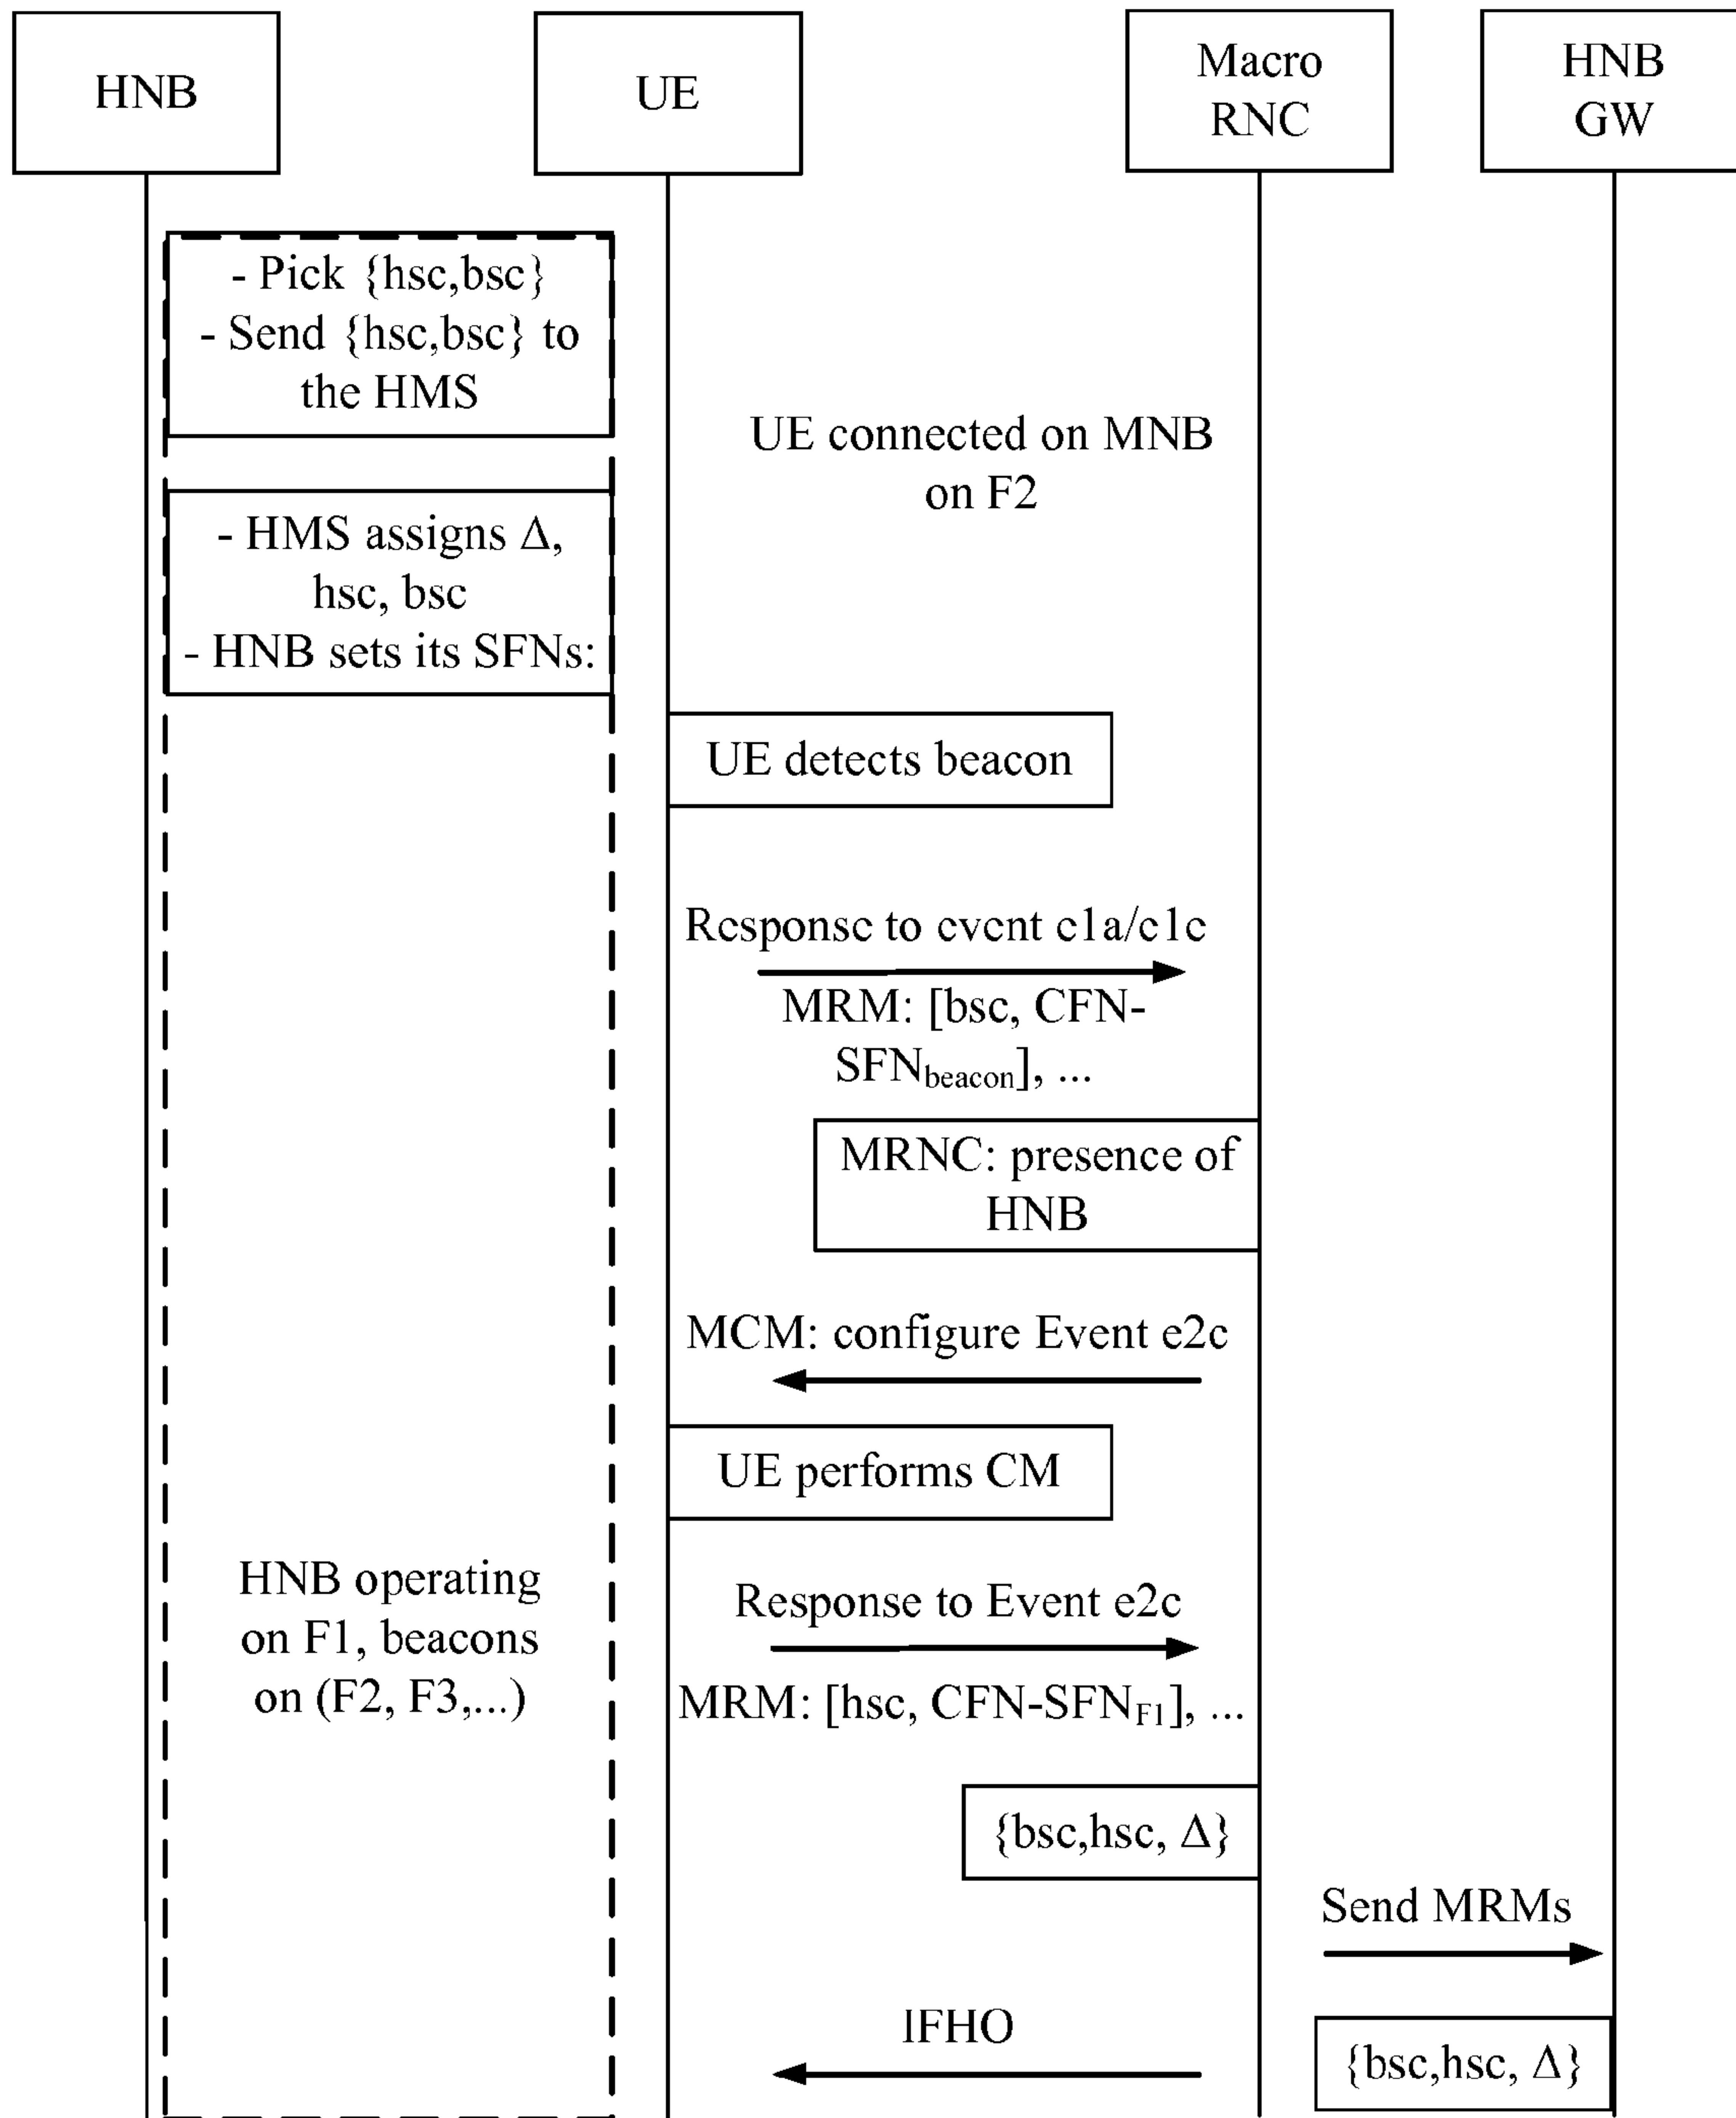 HNB
UE
Macro
RNC
HNB
GW
- Pick {hsc,bsc}
- Send {hsc,bsc} to
the HMS
UE connected on MNB
on F2
- HMS assigns Δ,
hsc, bsc
- HNB sets its SFNs:
UE detects beacon
Response to event e1a/e1c
MRM: [bsc, CFN-
SFNbeacon], ...
MRNC: presence of
HNB
MCM: configure Event e2c
UE performs CM
HNB operating
on F1, beacons
on (F2, F3,...)
Response to Event e2c
MRM: [hsc, CFN-SFNF1], ...
{bsc,hsc, Δ}
Send MRMs
IFHO
{bsc,hsc, Δ}